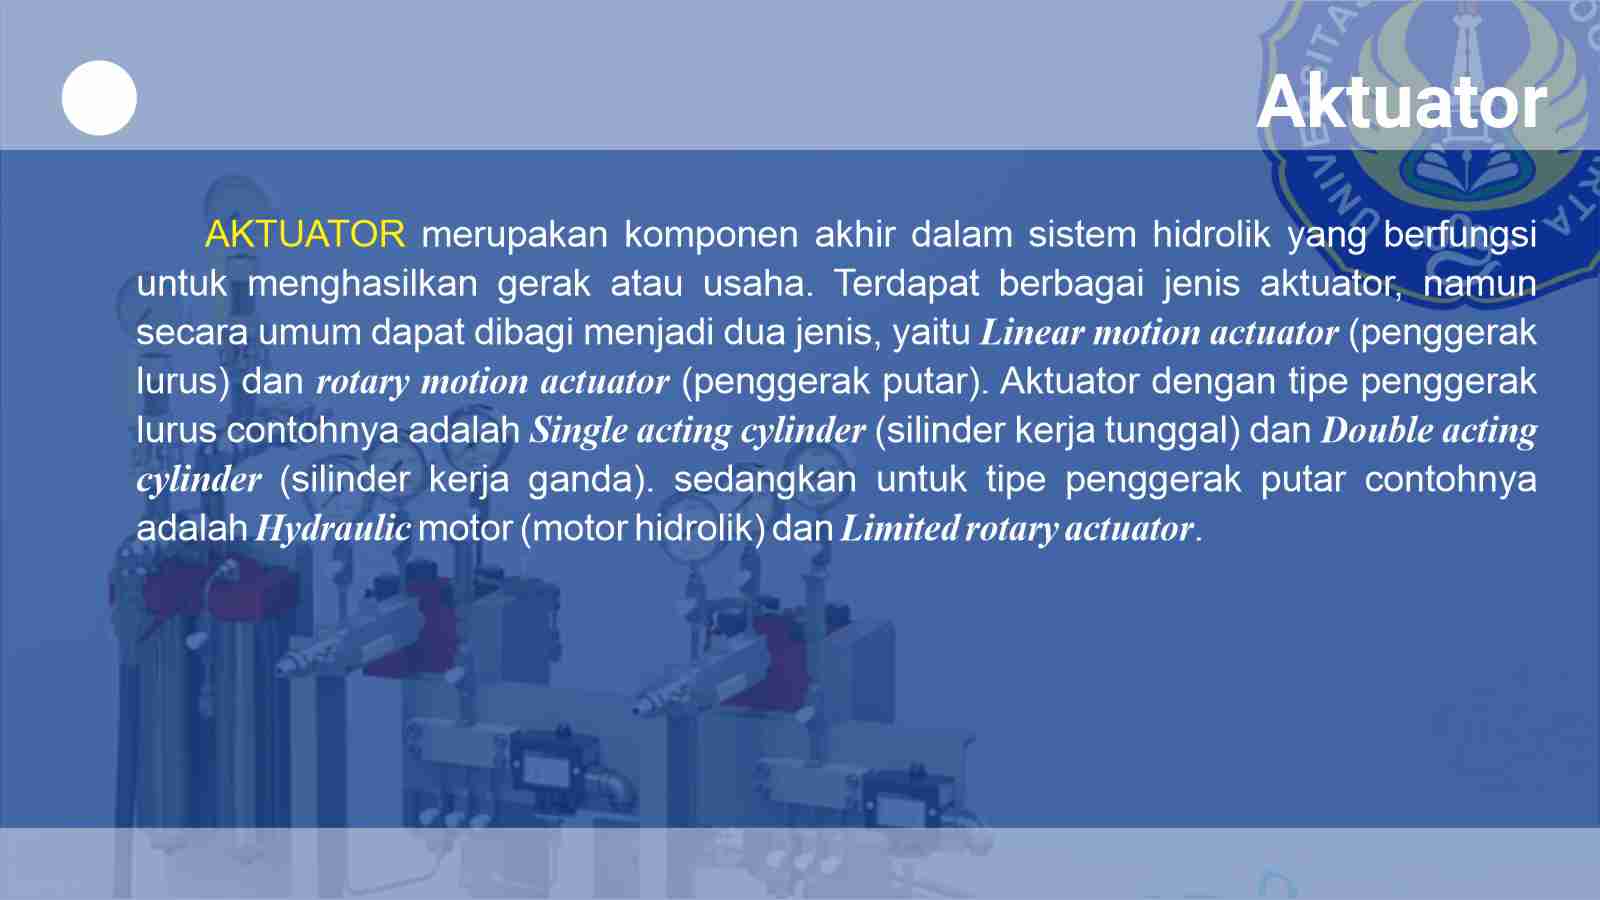 Aktuator
AKTUATOR merupakan komponen akhir dalam sistem hidrolik yang berfungsi
untuk menghasilkan gerak atau usaha. Terdapat berbagai jenis aktuator, namun
secara umum dapat dibagi menjadi dua jenis, yaitu Linear motion actuator (penggerak
lurus) dan rotary motion actuator (penggerak putar). Aktuator dengan tipe penggerak
lurus contohnya adalah Single acting cylinder (silinder kerja tunggal) dan Double acting
cylinder (silinder kerja ganda). sedangkan untuk tipe penggerak putar contohnya
adalah Hydraulic motor (motor hidrolik) dan Limited rotary actuator.
UNIVERSITAS